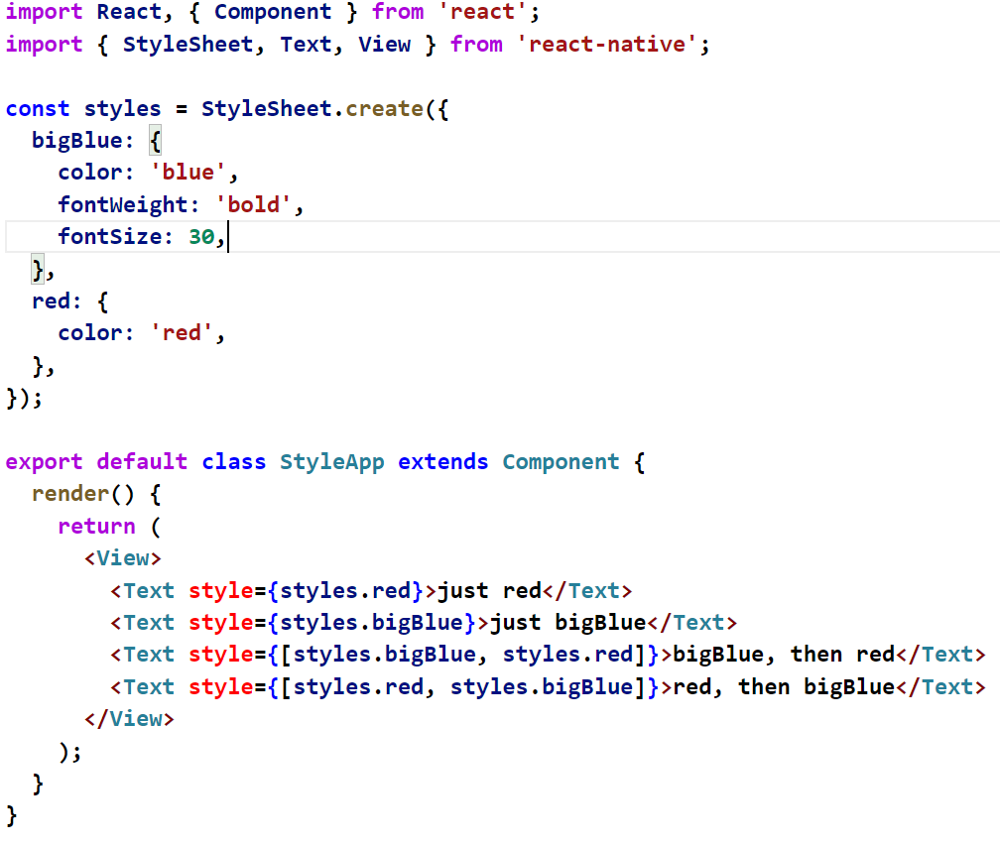 import React, { Component } from 'react';
import { StyleSheet, Text, View } from 'react-native';

const styles = StyleSheet.create({
  bigBlue: {
    color: 'blue',
    fontWeight: 'bold',
    fontSize: 30,
  },
  red: {
    color: 'red',
  },
});

export default class StyleApp extends Component {
  render() {
    return (
      <View>
        <Text style={styles.red}>just red</Text>
        <Text style={styles.bigBlue}>just bigBlue</Text>
        <Text style={[styles.bigBlue, styles.red]}>bigBlue, then red</Text>
        <Text style={[styles.red, styles.bigBlue]}>red, then bigBlue</Text>
      </View>
    );
  }
}